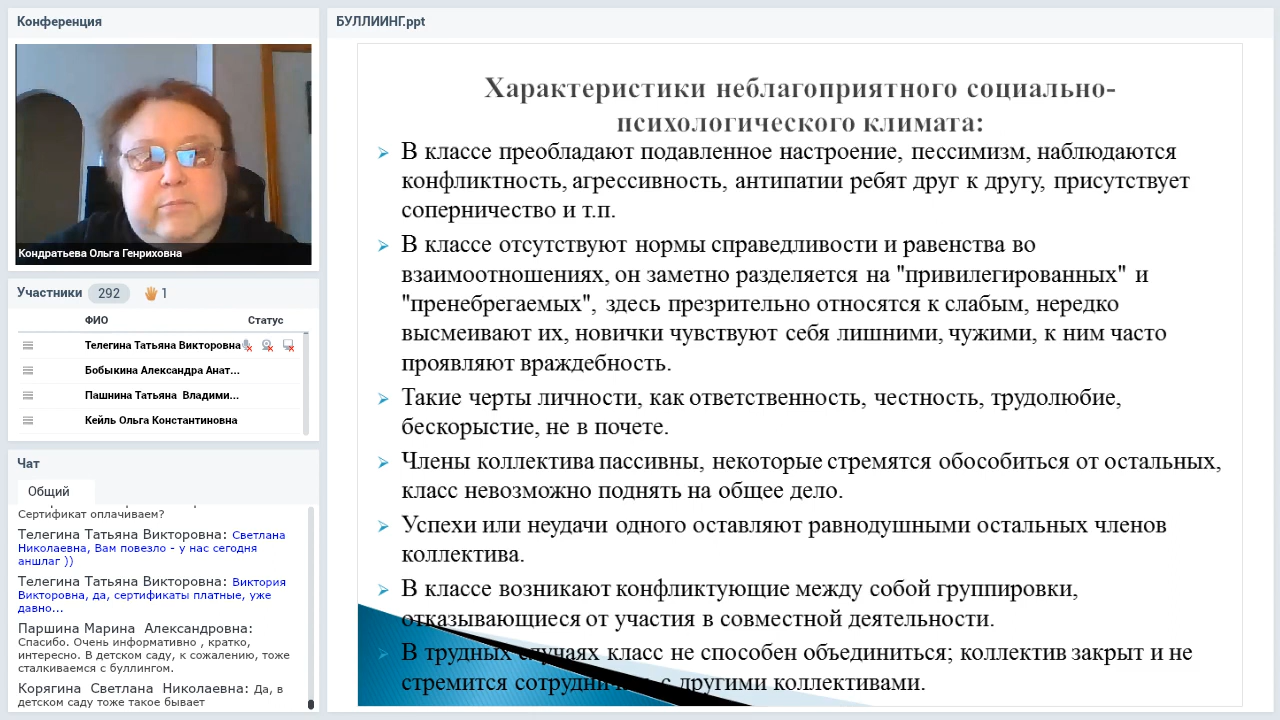 Конференция
Кондратьева Ольга Генриховна
Участники 292 1
ФИО Статус
Телегина Татьяна Викторовна
Бобыкина Александра Анат...
Пашнина Татьяна Владими...
Кейль Ольга Константиновна
Чат
Общий
Сертификат оплачиваем?
Телегина Татьяна Викторовна: Светлана
Николаевна, Вам повезло - у нас сегодня
аншлаг ))
Телегина Татьяна Викторовна: Виктория
Викторовна, да, сертификаты платные, уже
давно...
Паршина Марина Александровна:
Спасибо. Очень информативно , кратко,
интересно. В детском саду, к сожалению, тоже
сталкиваемся с буллингом.
Корягина Светлана Николаевна: Да, в
детском саду тоже такое бывает
БУЛЛИИНГ.ppt
Характеристики неблагоприятного социально-
психологического климата:
В классе преобладают подавленное настроение, пессимизм, наблюдаются
конфликтность, агрессивность, антипатии ребят друг к другу, присутствует
соперничество и т.п.
В классе отсутствуют нормы справедливости и равенства во
взаимоотношениях, он заметно разделяется на "привилегированных" и
"пренебрегаемых", здесь презрительно относятся к слабым, нередко
высмеивают их, новички чувствуют себя лишними, чужими, к ним часто
проявляют враждебность.
Такие черты личности, как ответственность, честность, трудолюбие,
бескорыстие, не в почете.
Члены коллектива пассивны, некоторые стремятся обособиться от остальных,
класс невозможно поднять на общее дело.
Успехи или неудачи одного оставляют равнодушными остальных членов
коллектива.
В классе возникают конфликтующие между собой группировки,
отказывающиеся от участия в совместной деятельности.
В трудных случаях класс не способен объединиться; коллектив закрыт и не
стремится сотрудничать с другими коллективами.